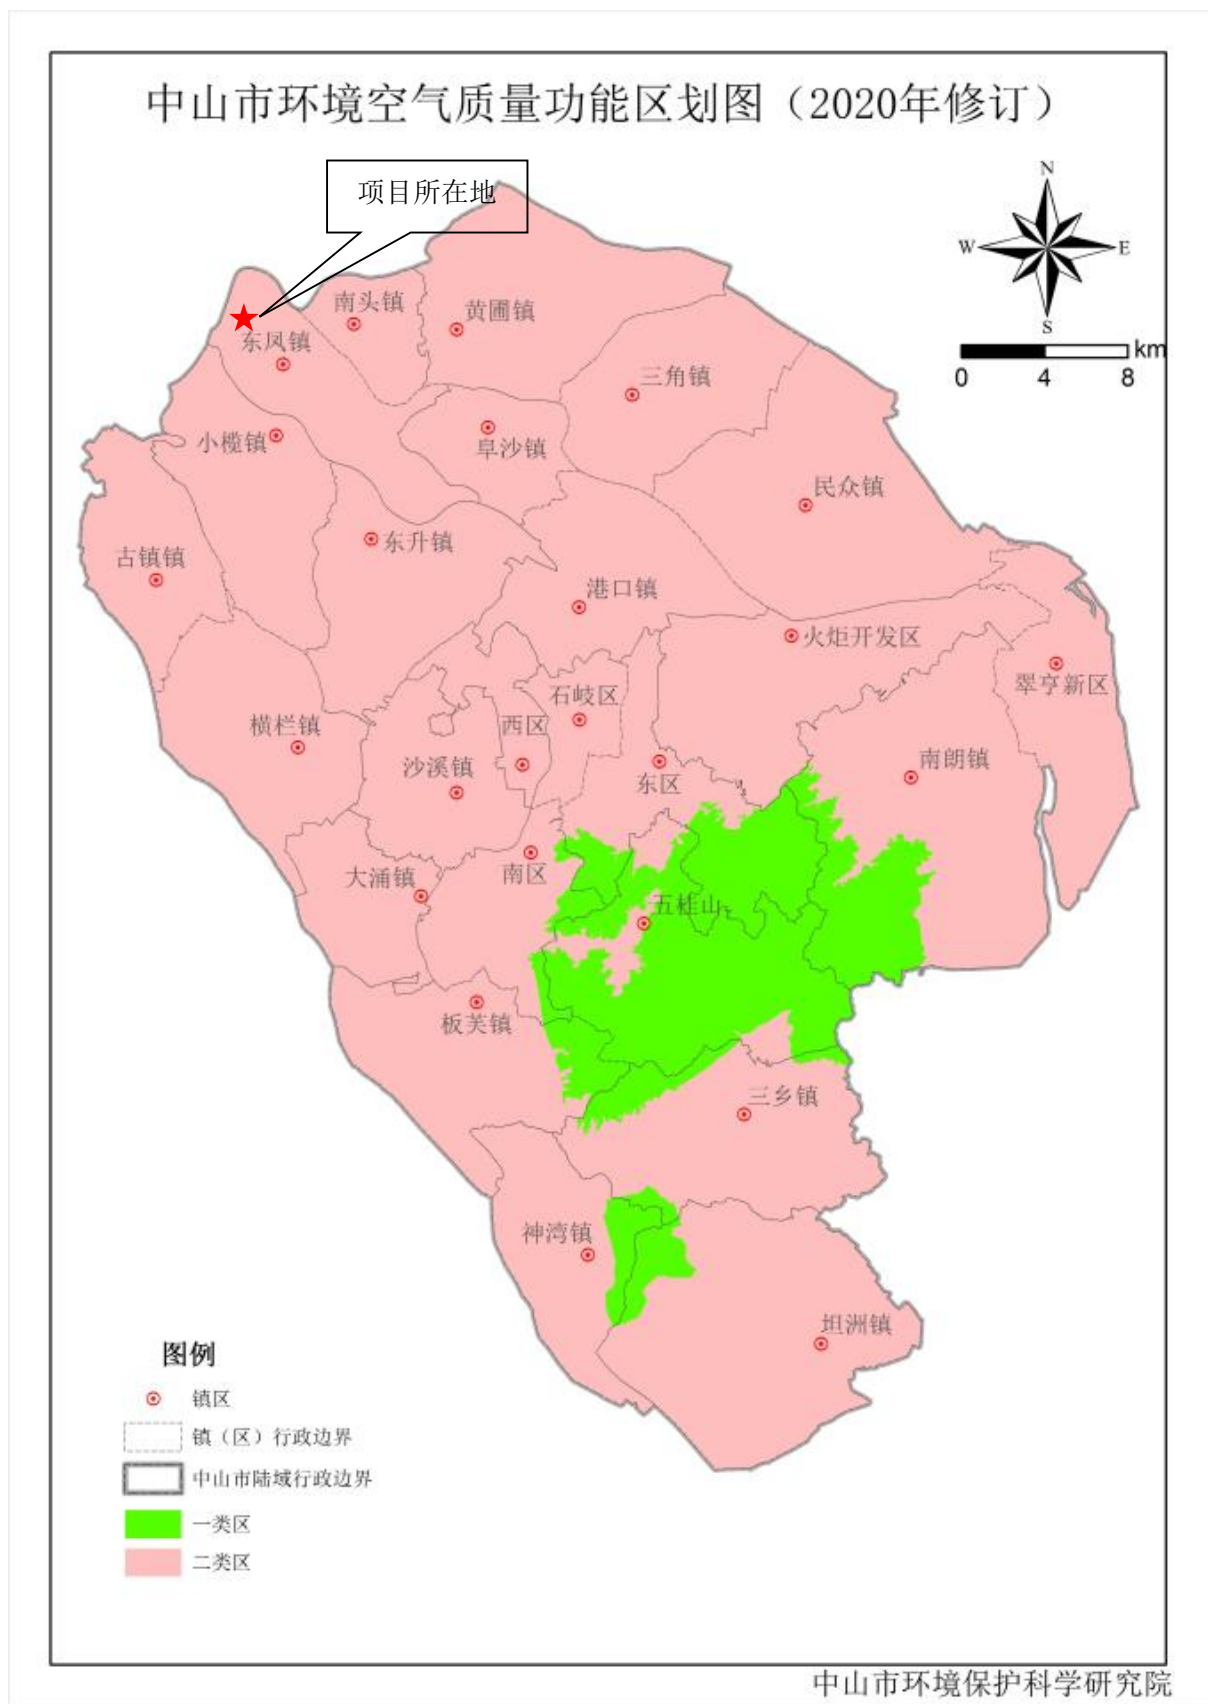 中山市环境空气质量功能区划图（2020年修订）
项目所在地
N
W
E
S
km
0 4 8
南头镇
黄圃镇
东凤镇
三角镇
小榄镇
阜沙镇
民众镇
东升镇
古镇镇
港口镇
火炬开发区
翠亨新区
石岐区
西区
横栏镇
沙溪镇
东区
南朗镇
南区
大涌镇
五桂山
板芙镇
三乡镇
神湾镇
坦洲镇
图例
镇区
镇（区）行政边界
中山市陆域行政边界
一类区
二类区
中山市环境保护科学研究院